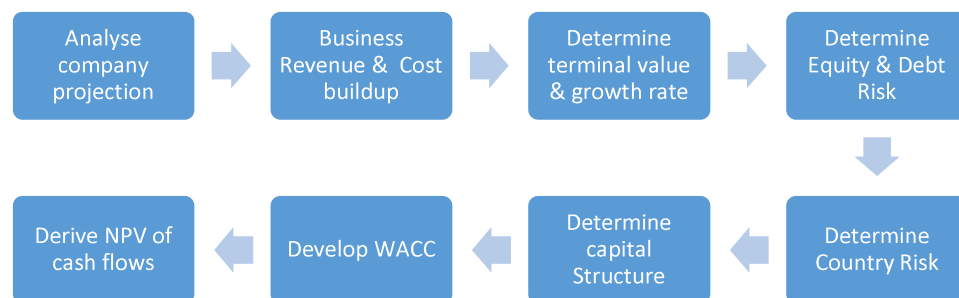 Analyse
company
projection
Business
Revenue & Cost
buildup
Determine
terminal value
& growth rate
Determine
Equity & Debt
Risk
Determine
Country Risk
Determine
capital
Structure
Develop WACC
Derive NPV of
cash flows